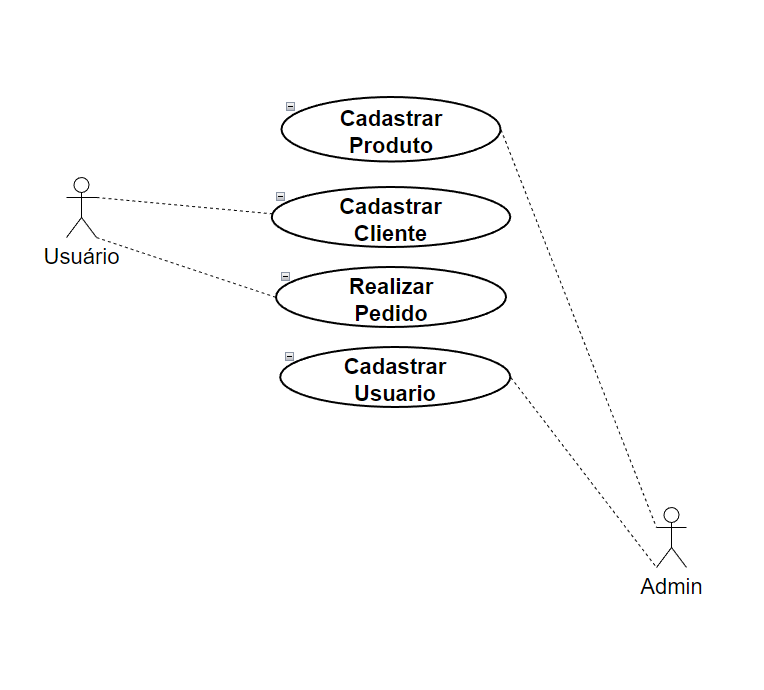 Cadastrar
Produto
Cadastrar
Cliente
Usuário
Realizar
Pedido
Cadastrar
Usuario
Admin